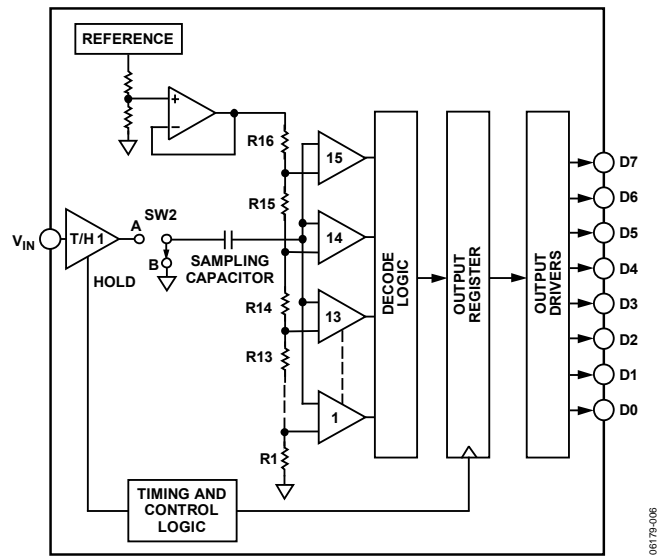 REFERENCE
+
–
R16
15
R15
14
R14
13
R13
1
R1
VIN
T/H 1
A
SW2
B
HOLD
SAMPLING
CAPACITOR
DECODE
LOGIC
OUTPUT
REGISTER
OUTPUT
DRIVERS
D7
D6
D5
D4
D3
D2
D1
D0
TIMING AND
CONTROL
LOGIC
06179-006